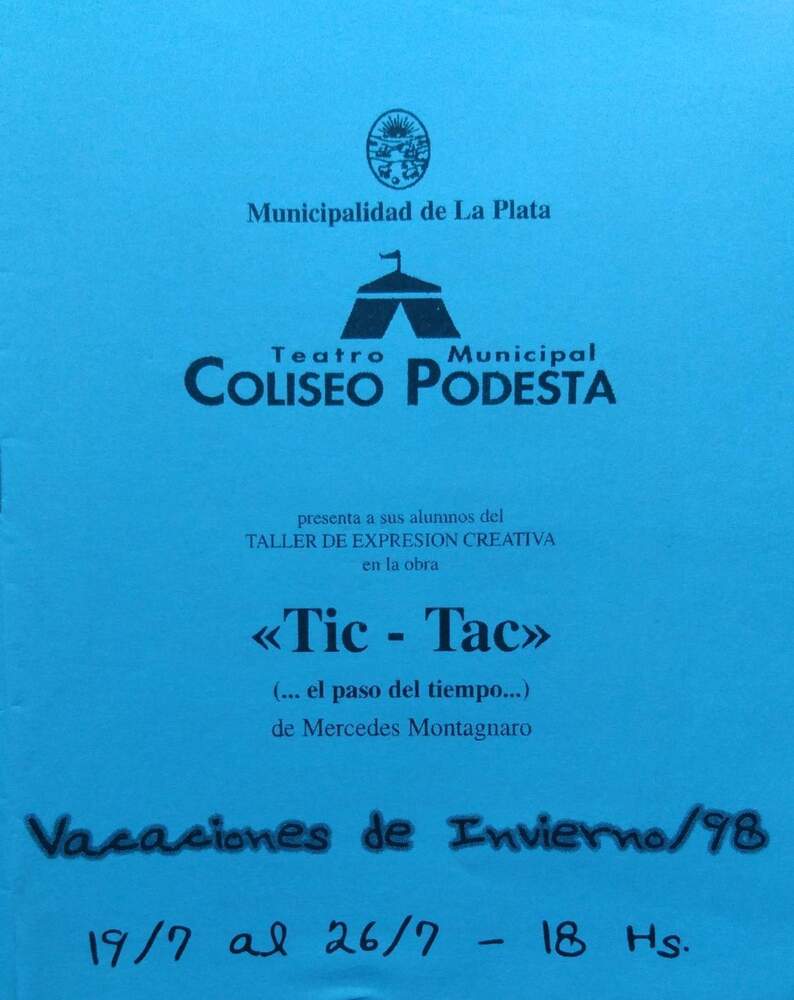 Municipalidad de La Plata
Teatro Municipal
COLISEO PODESTA
presenta a sus alumnos del
TALLER DE EXPRESION CREATIVA
en la obra
«Tic - Tac»
(... el paso del tiempo...)
de Mercedes Montagnaro
Vacaciones de Invierno/98
19/7 al 26/7 - 18 Hs.